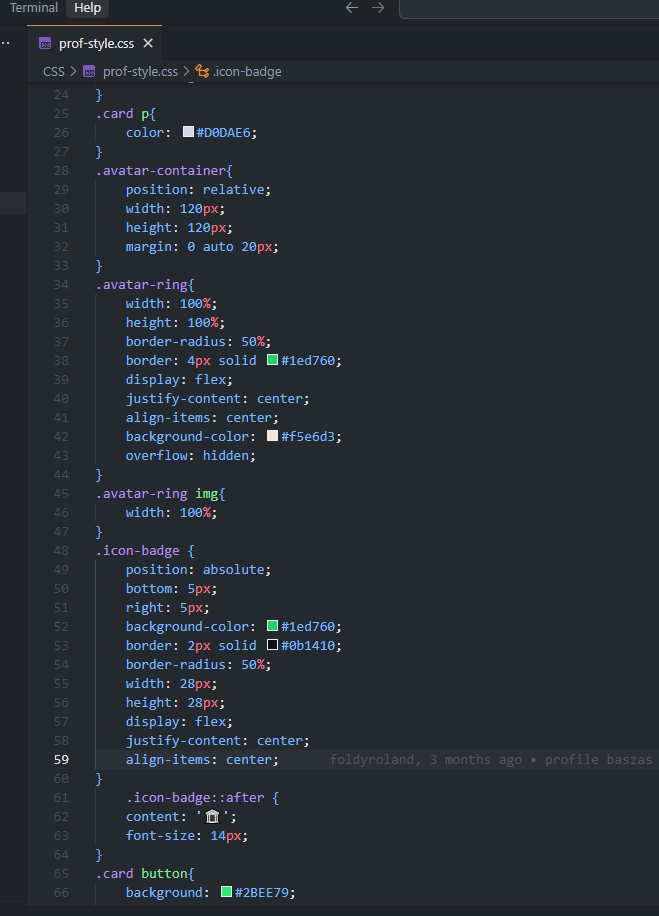 Terminal Help
prof-style.css
CSS > prof-style.css > .icon-badge
24 }
25 .card p{
26 color: #D0DAE6;
27 }
28 .avatar-container{
29 position: relative;
30 width: 120px;
31 height: 120px;
32 margin: 0 auto 20px;
33 }
34 .avatar-ring{
35 width: 100%;
36 height: 100%;
37 border-radius: 50%;
38 border: 4px solid #1ed760;
39 display: flex;
40 justify-content: center;
41 align-items: center;
42 background-color: #f5e6d3;
43 overflow: hidden;
44 }
45 .avatar-ring img{
46 width: 100%;
47 }
48 .icon-badge {
49 position: absolute;
50 bottom: 5px;
51 right: 5px;
52 background-color: #1ed760;
53 border: 2px solid #0b1410;
54 border-radius: 50%;
55 width: 28px;
56 height: 28px;
57 display: flex;
58 justify-content: center;
59 align-items: center; foldyroland, 3 months ago • profile baszas
60 }
61 .icon-badge::after {
62 content: '🏛';
63 font-size: 14px;
64 }
65 .card button{
66 background: #2BEE79;